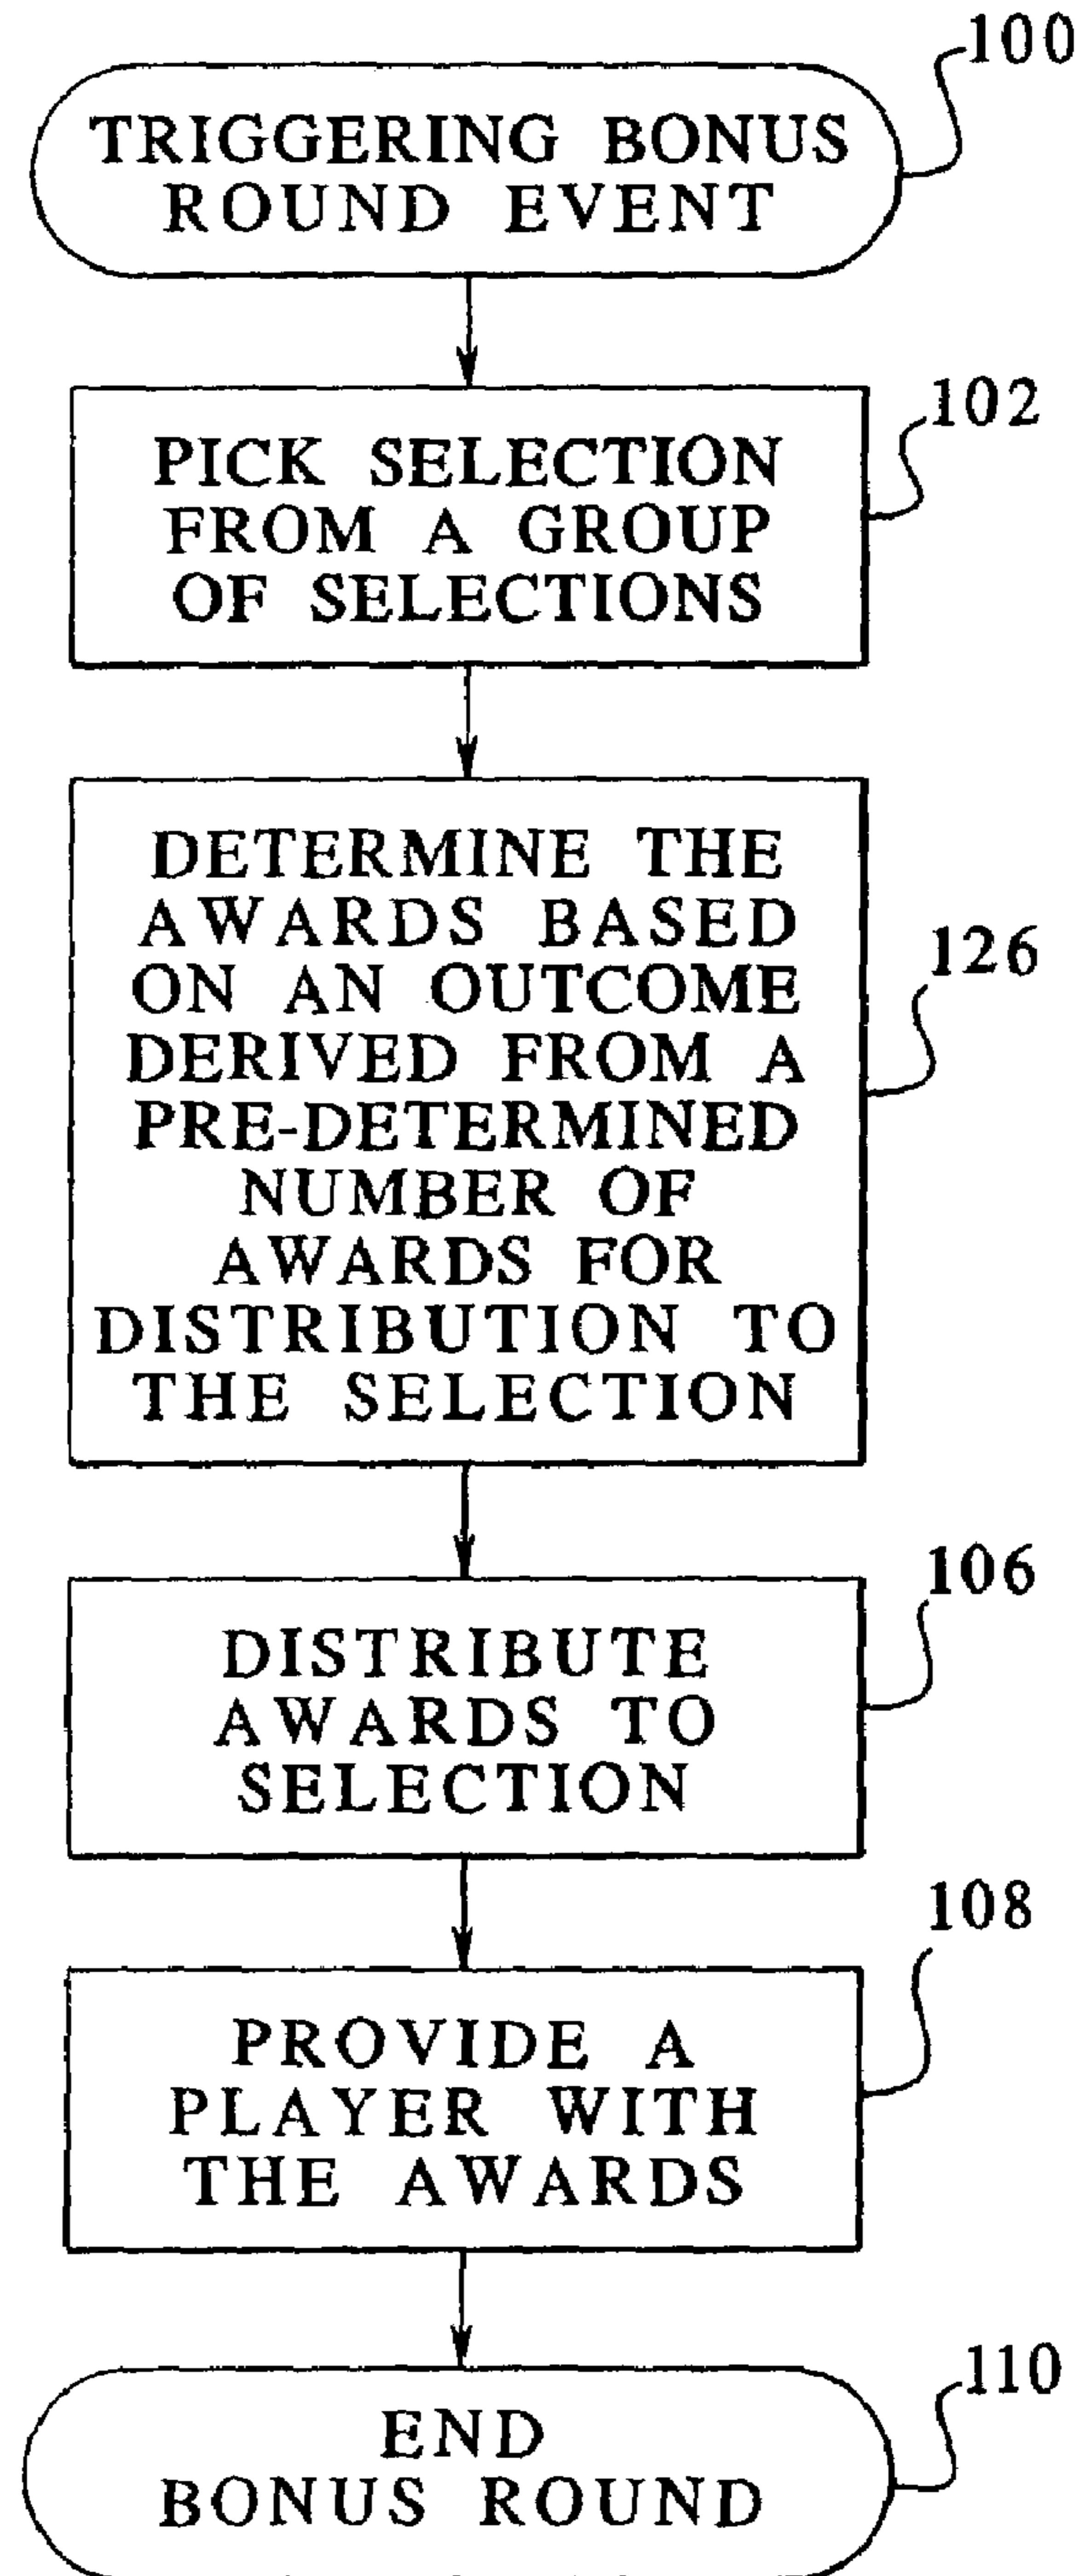 100
TRIGGERING BONUS
ROUND EVENT
102
PICK SELECTION
FROM A GROUP
OF SELECTIONS
126
DETERMINE THE
AWARDS BASED
ON AN OUTCOME
DERIVED FROM A
PRE-DETERMINED
NUMBER OF
AWARDS FOR
DISTRIBUTION TO
THE SELECTION
106
DISTRIBUTE
AWARDS TO
SELECTION
108
PROVIDE A
PLAYER WITH
THE AWARDS
110
END
BONUS ROUND